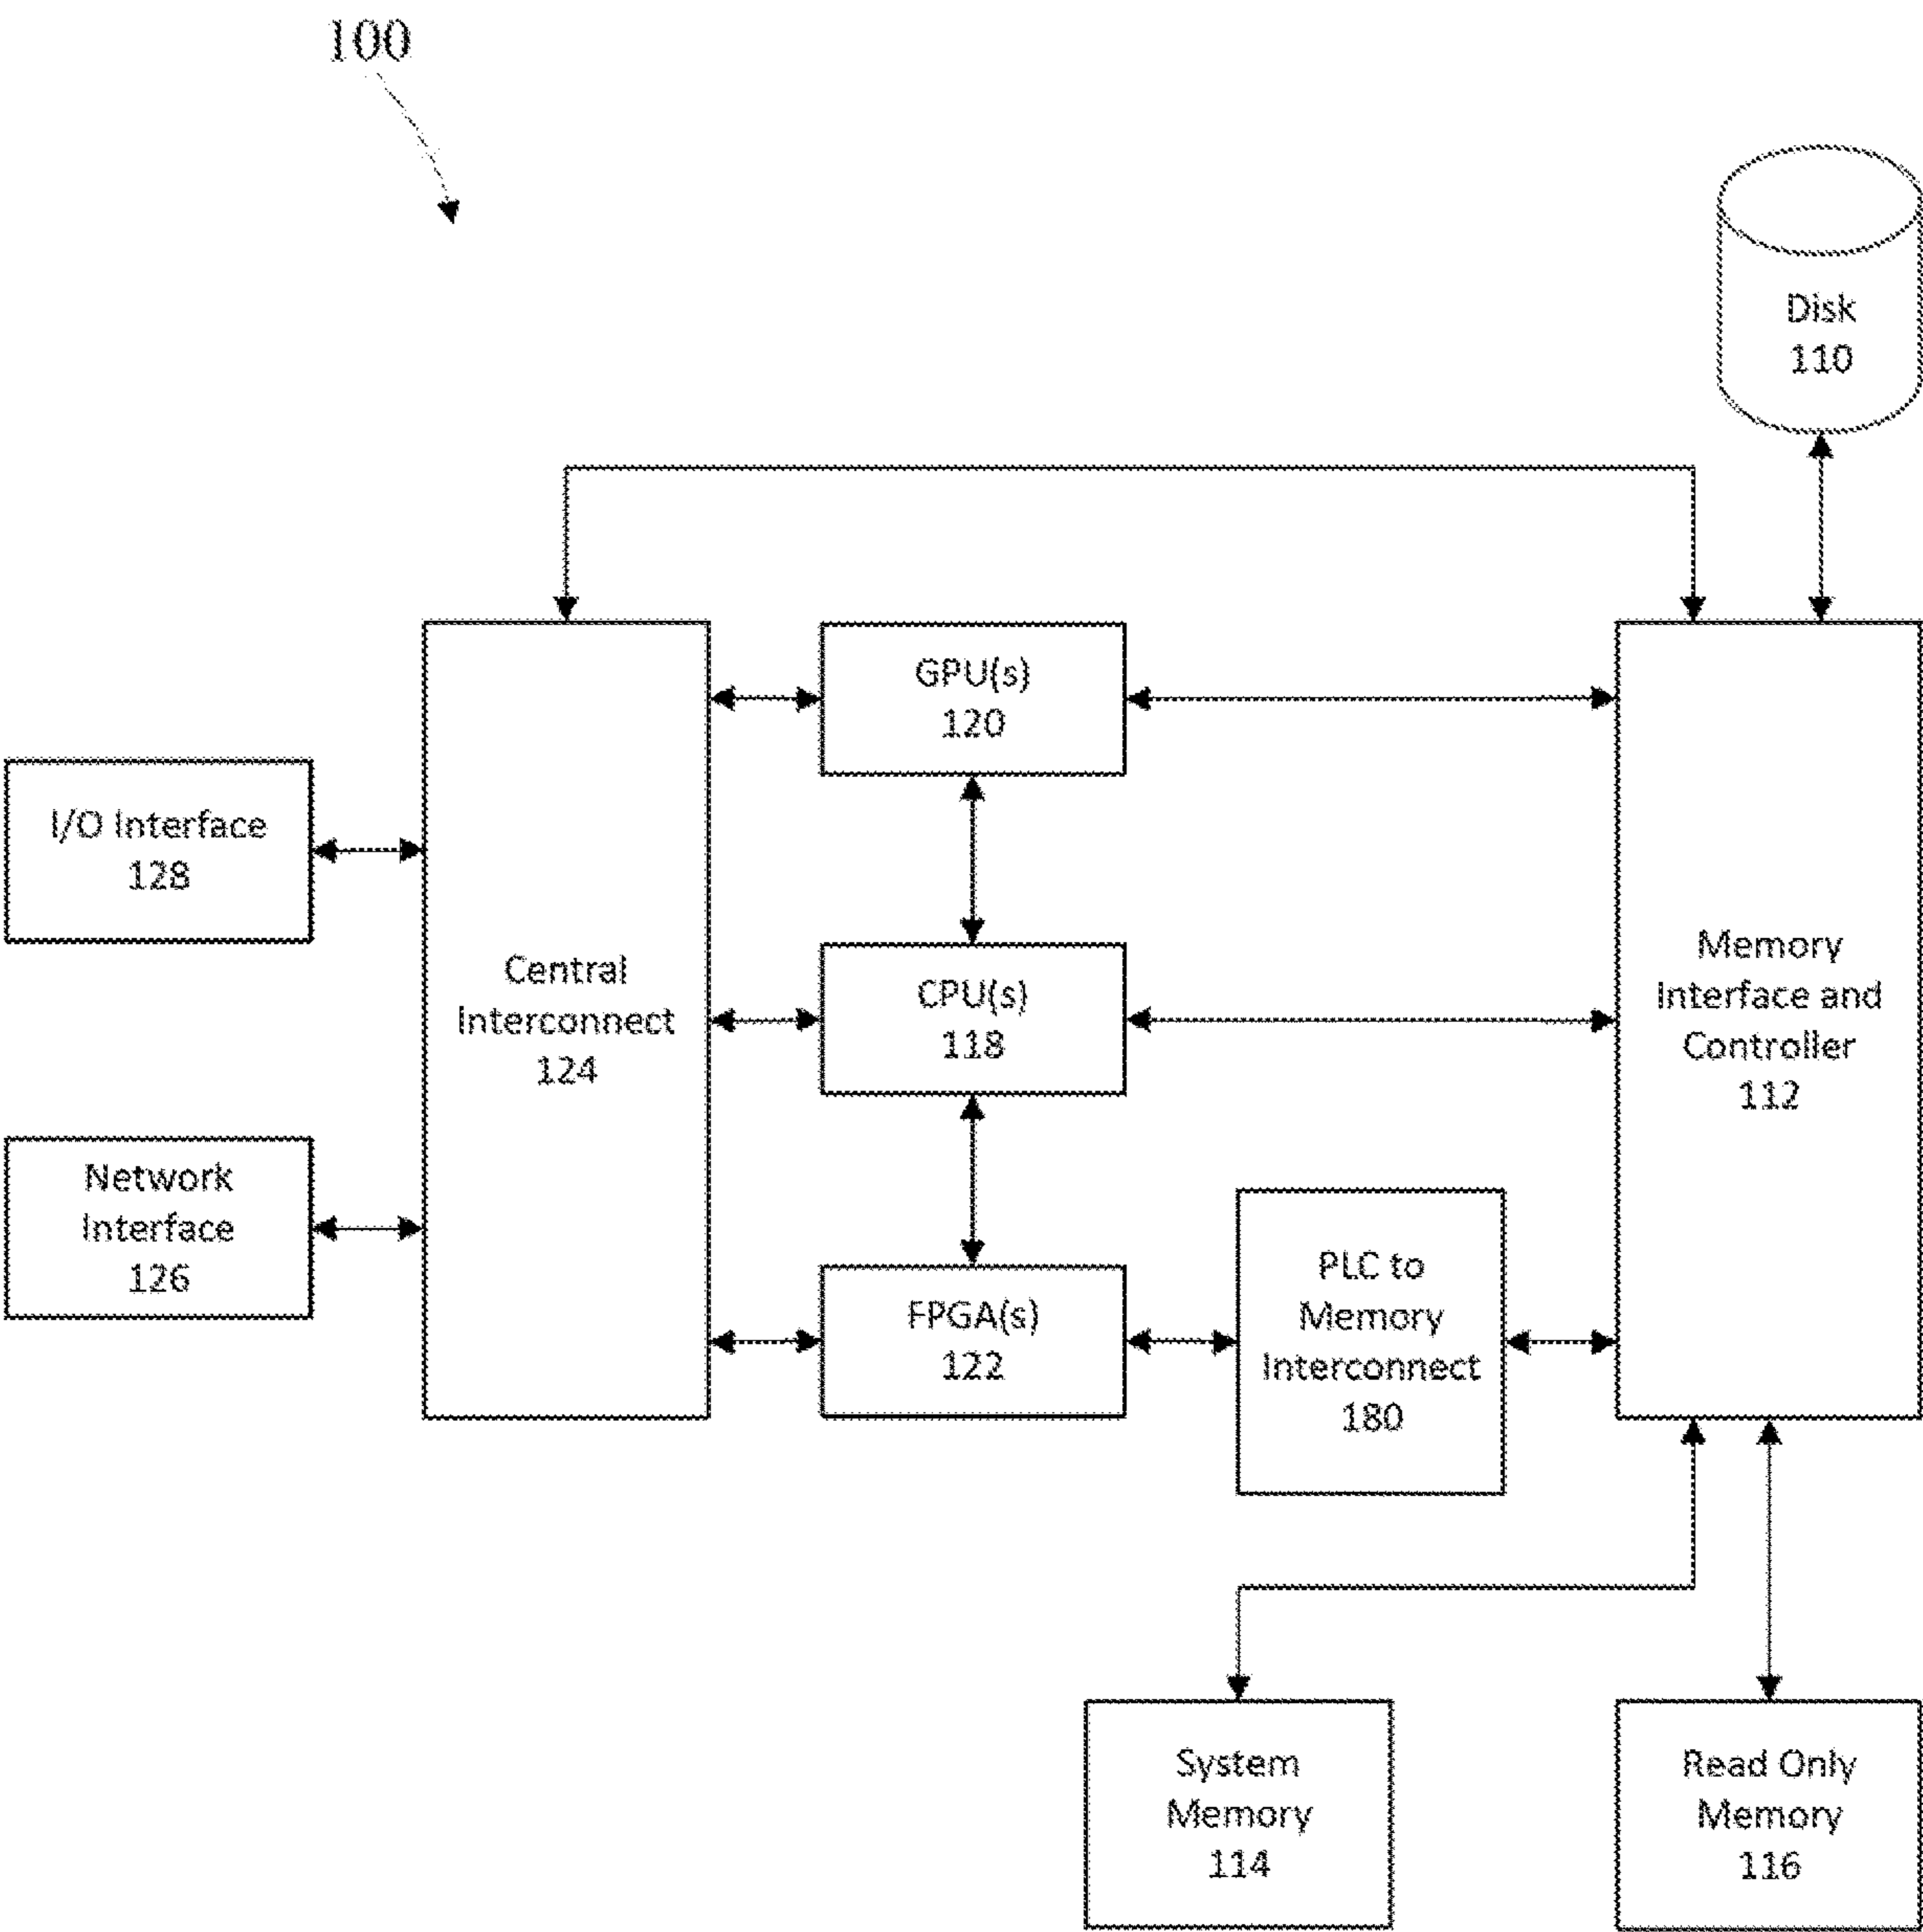 100
Disk
110
GPU(s)
120
I/O Interface
128
Central
Interconnect
124
CPU(s)
118
Memory
Interface and
Controller
112
Network
Interface
126
FPGA(s)
122
PLC to
Memory
Interconnect
180
System
Memory
114
Read Only
Memory
116